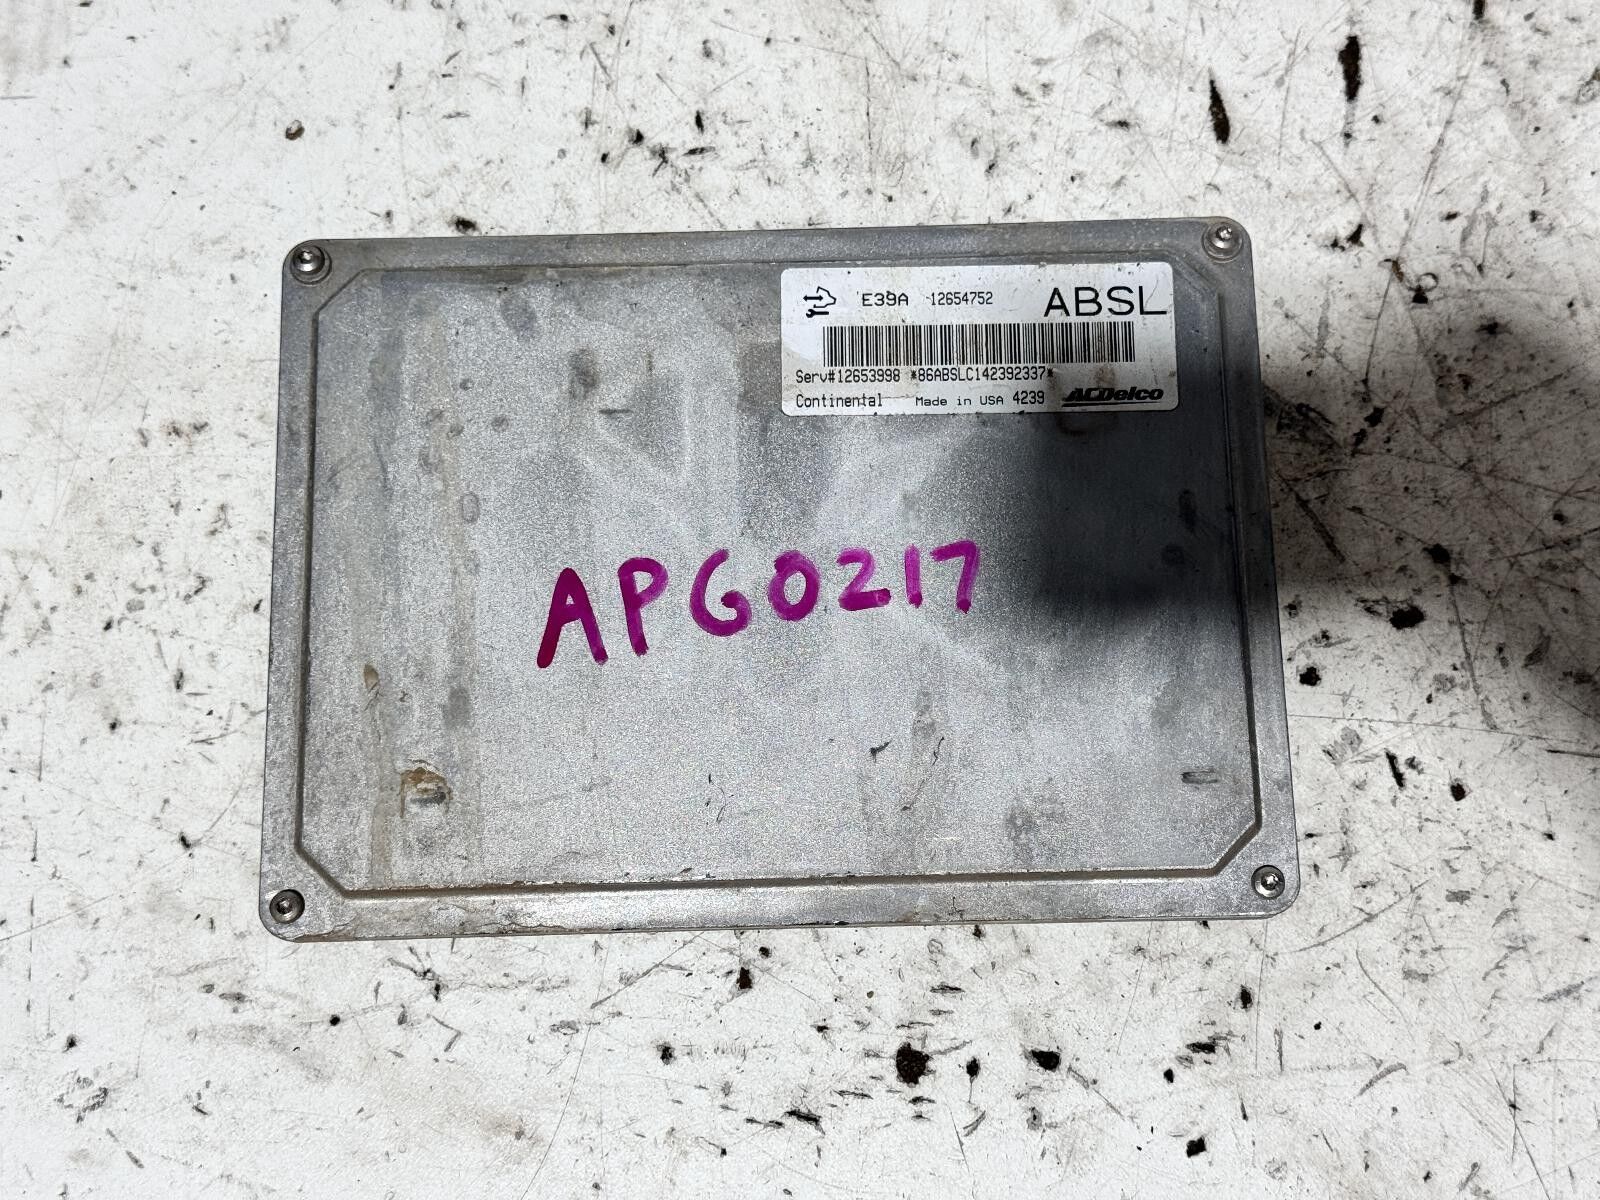 E39A 12654752 ABSL
Serv#12653998 *86ABSLC142392337*
Continental Made in USA 4239 ACDelco
APG0217